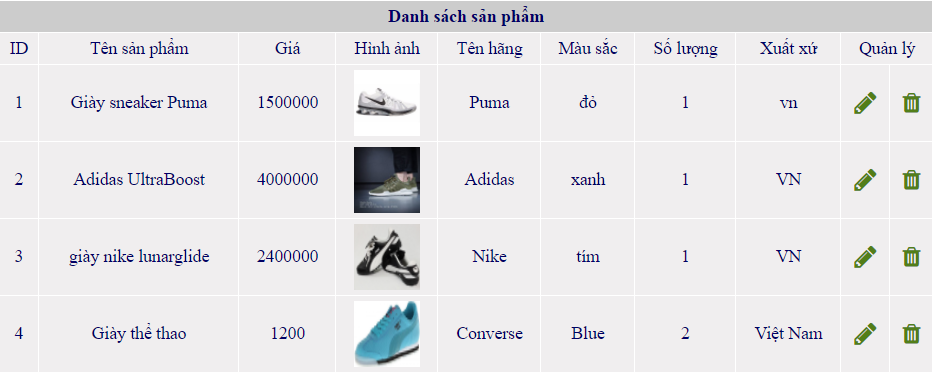 Danh sách sản phẩm
ID Tên sản phẩm Giá Hình ảnh Tên hãng Màu sắc Số lượng Xuất xứ Quản lý
1 Giày sneaker Puma 1500000 Puma đỏ 1 vn
2 Adidas UltraBoost 4000000 Adidas xanh 1 VN
3 giày nike lunarglide 2400000 Nike tím 1 VN
4 Giày thể thao 1200 Converse Blue 2 Việt Nam